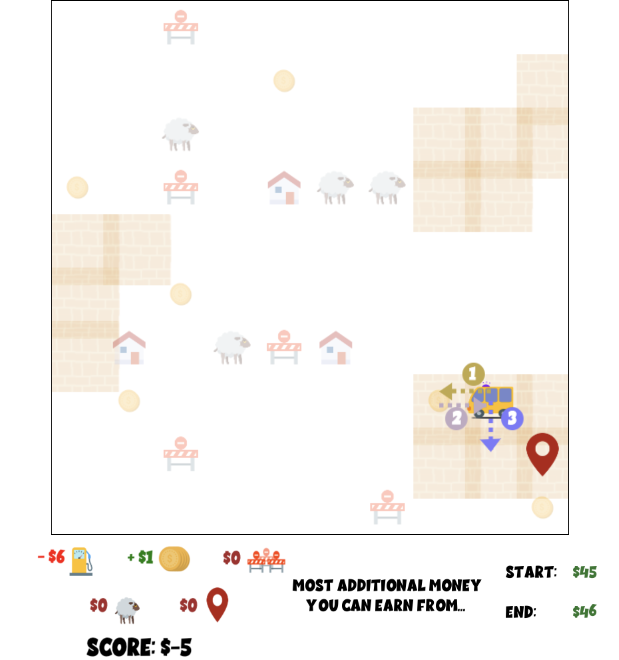 1
2
3
- $6
+ $1
$0
$0
$0
MOST ADDITIONAL MONEY
YOU CAN EARN FROM...
START: $45
END: $46
SCORE: $-5